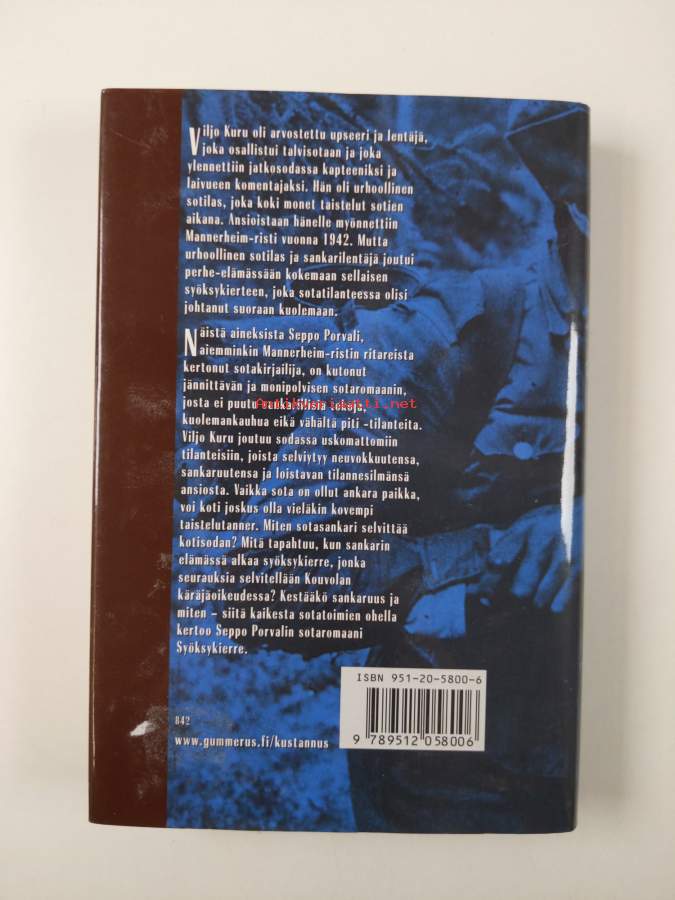 Viljo Kuru oli arvostettu upseeri ja lentäjä,
joka osallistui talvisotaan ja joka
ylennettiin jatkosodassa kapteeniksi ja
laivueen komentajaksi. Hän oli urhoollinen
sotilas, joka koki monet taistelut sotien
aikana. Ansioistaan hänelle myönnettiin
Mannerheim-risti vuonna 1942. Mutta
urhoollinen sotilas ja sankarilentäjä joutui
perhe-elämässään kokemaan sellaisen
syöksykierteen, joka sotatilanteessa olisi
johtanut suoraan kuolemaan.
Näistä aineksista Seppo Porvali,
aiemminkin Mannerheim-ristin ritareista
kertonut sotakirjailija, on kutonut
jännittävän ja monipolvisen sotaromaanin,
josta ei puutu sankarillisia tekoja,
Antikvariaatti.net
kuolemankauhua eikä vähältä piti -tilanteita.
Viljo Kuru joutuu sodassa uskomattomiin
tilanteisiin, joista selviytyy neuvokkuutensa,
sankaruutensa ja loistavan tilannesilmänsä
ansiosta. Vaikka sota on ollut ankara paikka,
voi koti joskus olla vieläkin kovempi
taistelutanner. Miten sotasankari selvittää
kotisodan? Mitä tapahtuu, kun sankarin
elämässä alkaa syöksykierre, jonka
seurauksia selvitellään Kouvolan
käräjäoikeudessa? Kestääkö sankaruus ja
miten – siitä kaikesta sotatoimien ohella
kertoo Seppo Porvalin sotaromaani
Syöksykierre.
ISBN 951-20-5800-6
842
www.gummerus.fi/kustannus
9 789512 058006